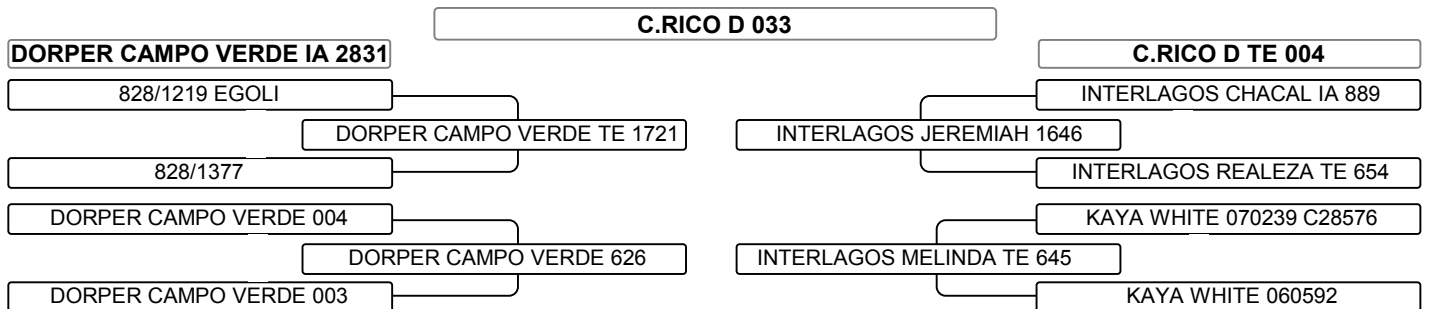 C.RICO D 033
DORPER CAMPO VERDE IA 2831
C.RICO D TE 004
828/1219 EGOLI
INTERLAGOS CHACAL IA 889
DORPER CAMPO VERDE TE 1721
INTERLAGOS JEREMIAH 1646
828/1377
INTERLAGOS REALEZA TE 654
DORPER CAMPO VERDE 004
KAYA WHITE 070239 C28576
DORPER CAMPO VERDE 626
INTERLAGOS MELINDA TE 645
DORPER CAMPO VERDE 003
KAYA WHITE 060592